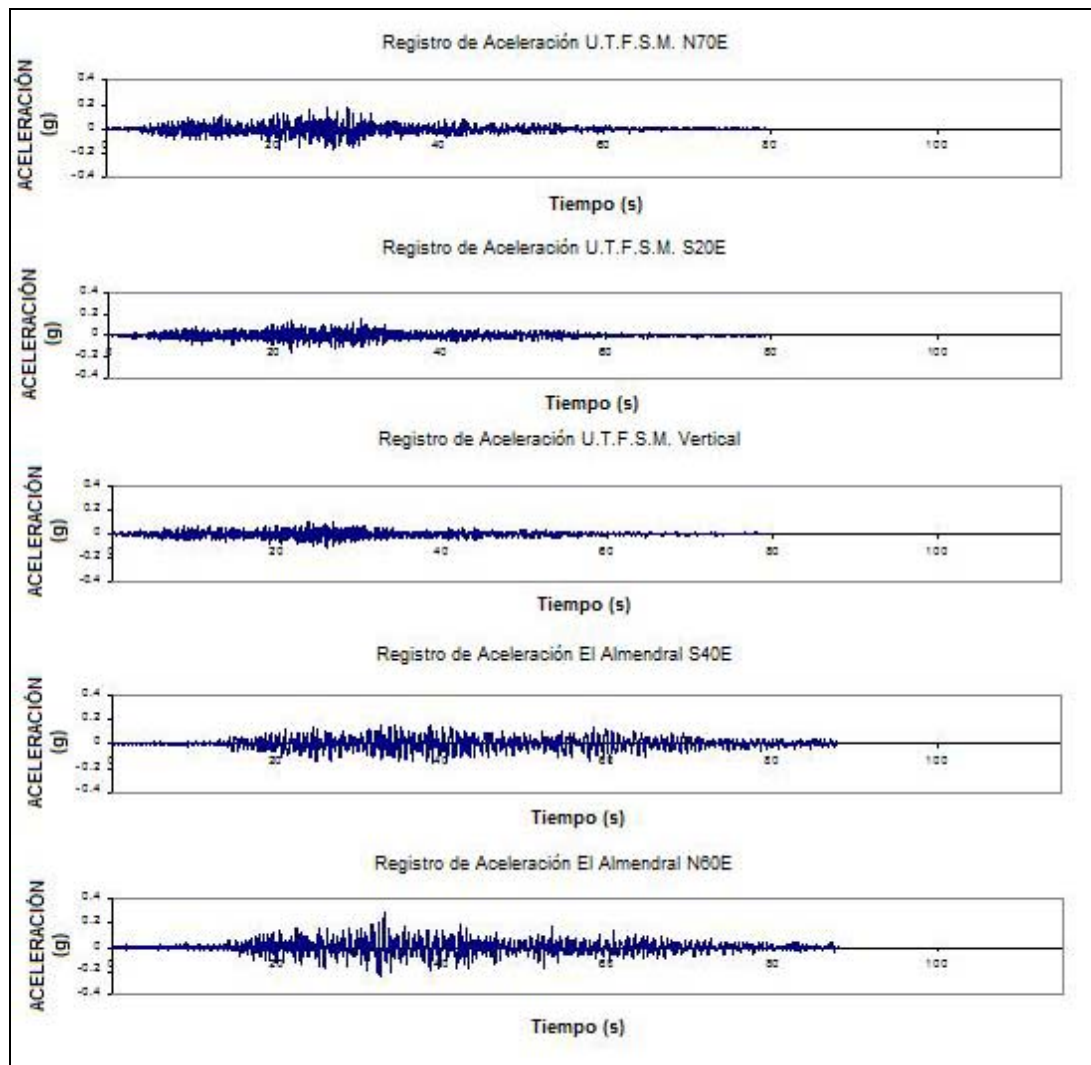 Registro de Aceleración U.T.F.S.M. N70E
ACELERACIÓN
(g)
0.4
0.2
0
-0.2
-0.4
0
20
40
60
80
100
Tiempo (s)
Registro de Aceleración U.T.F.S.M. S20E
ACELERACIÓN
(g)
0.4
0.2
0
-0.2
-0.4
0
20
40
60
80
100
Tiempo (s)
Registro de Aceleración U.T.F.S.M. Vertical
ACELERACIÓN
(g)
0.4
0.2
0
-0.2
-0.4
0
20
40
60
80
100
Tiempo (s)
Registro de Aceleración El Almendral S40E
ACELERACIÓN
(g)
0.4
0.2
0
-0.2
-0.4
0
20
40
60
80
100
Tiempo (s)
Registro de Aceleración El Almendral N60E
ACELERACIÓN
(g)
0.4
0.2
0
-0.2
-0.4
0
20
40
60
80
100
Tiempo (s)